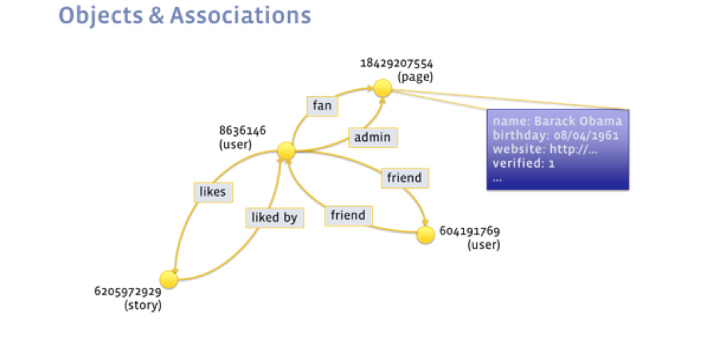 Objects & Associations
18429207554
(page)
fan
name: Barack Obama
birthday: 08/04/1961
website: http://...
verified: 1
...
8636146
(user)
admin
friend
likes
liked by
friend
604191769
(user)
6205972929
(story)